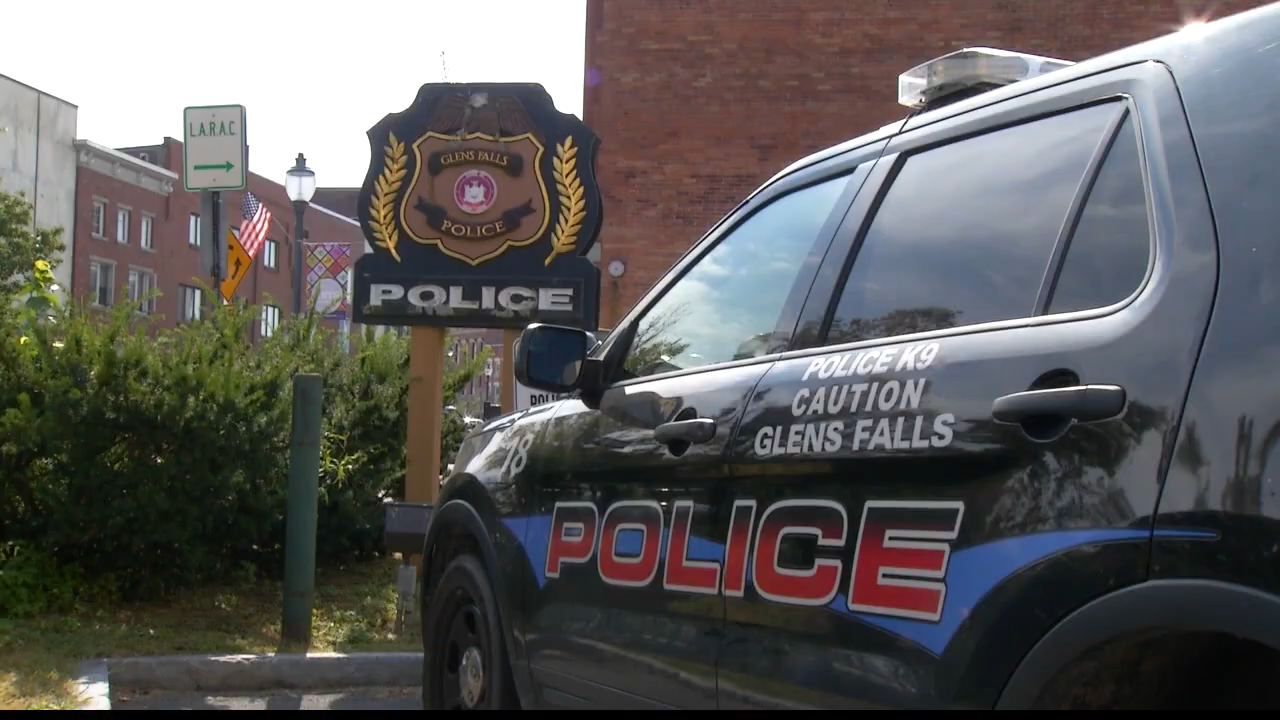 L.A.R.A.C.
GLENS FALLS
POLICE
POLICE
POLICE K9
CAUTION
GLENS FALLS
78
POLICE